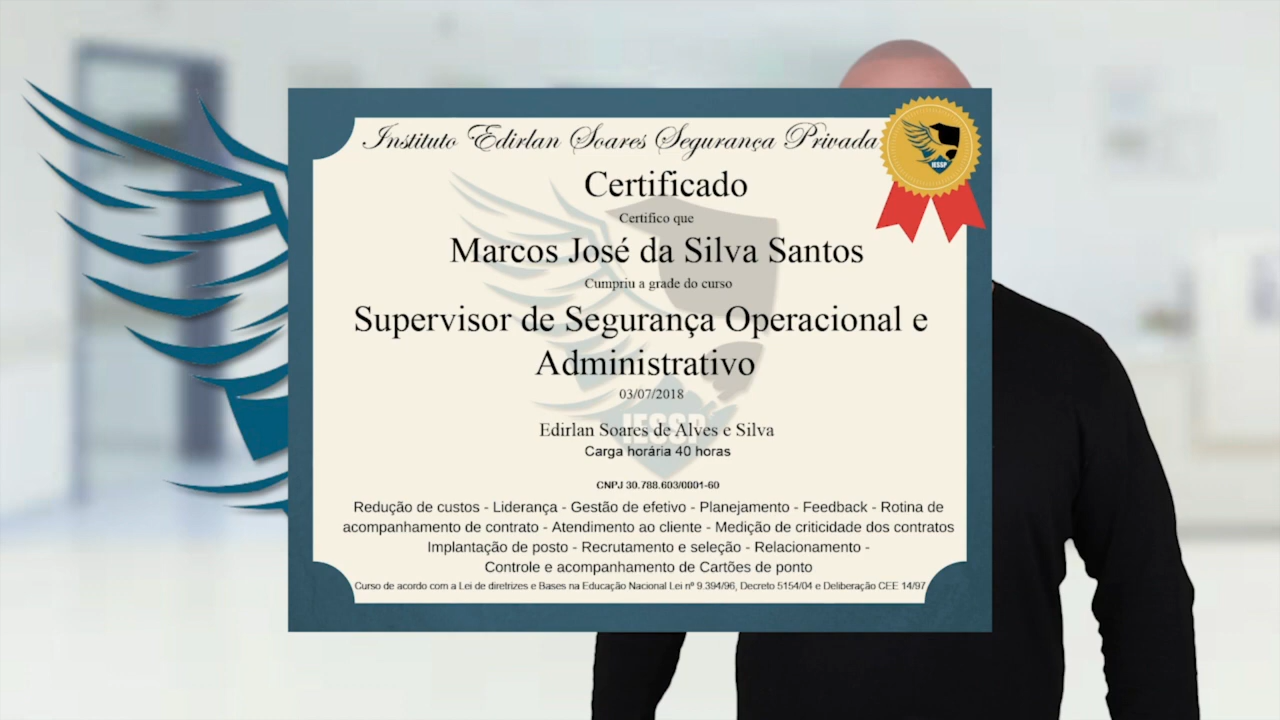 Instituto Edirlan Soares Segurança Privada
IESSP
Certificado
Certifico que
Marcos José da Silva Santos
Cumpriu a grade do curso
Supervisor de Segurança Operacional e
Administrativo
03/07/2018
IESSP
Edirlan Soares de Alves e Silva
Carga horária 40 horas
CNPJ 30.788.603/0001-60
Redução de custos - Liderança - Gestão de efetivo - Planejamento - Feedback - Rotina de
acompanhamento de contrato - Atendimento ao cliente - Medição de criticidade dos contratos
Implantação de posto - Recrutamento e seleção - Relacionamento -
Controle e acompanhamento de Cartões de ponto
Curso de acordo com a Lei de diretrizes e Bases na Educação Nacional Lei nº 9.394/96, Decreto 5154/04 e Deliberação CEE 14/97